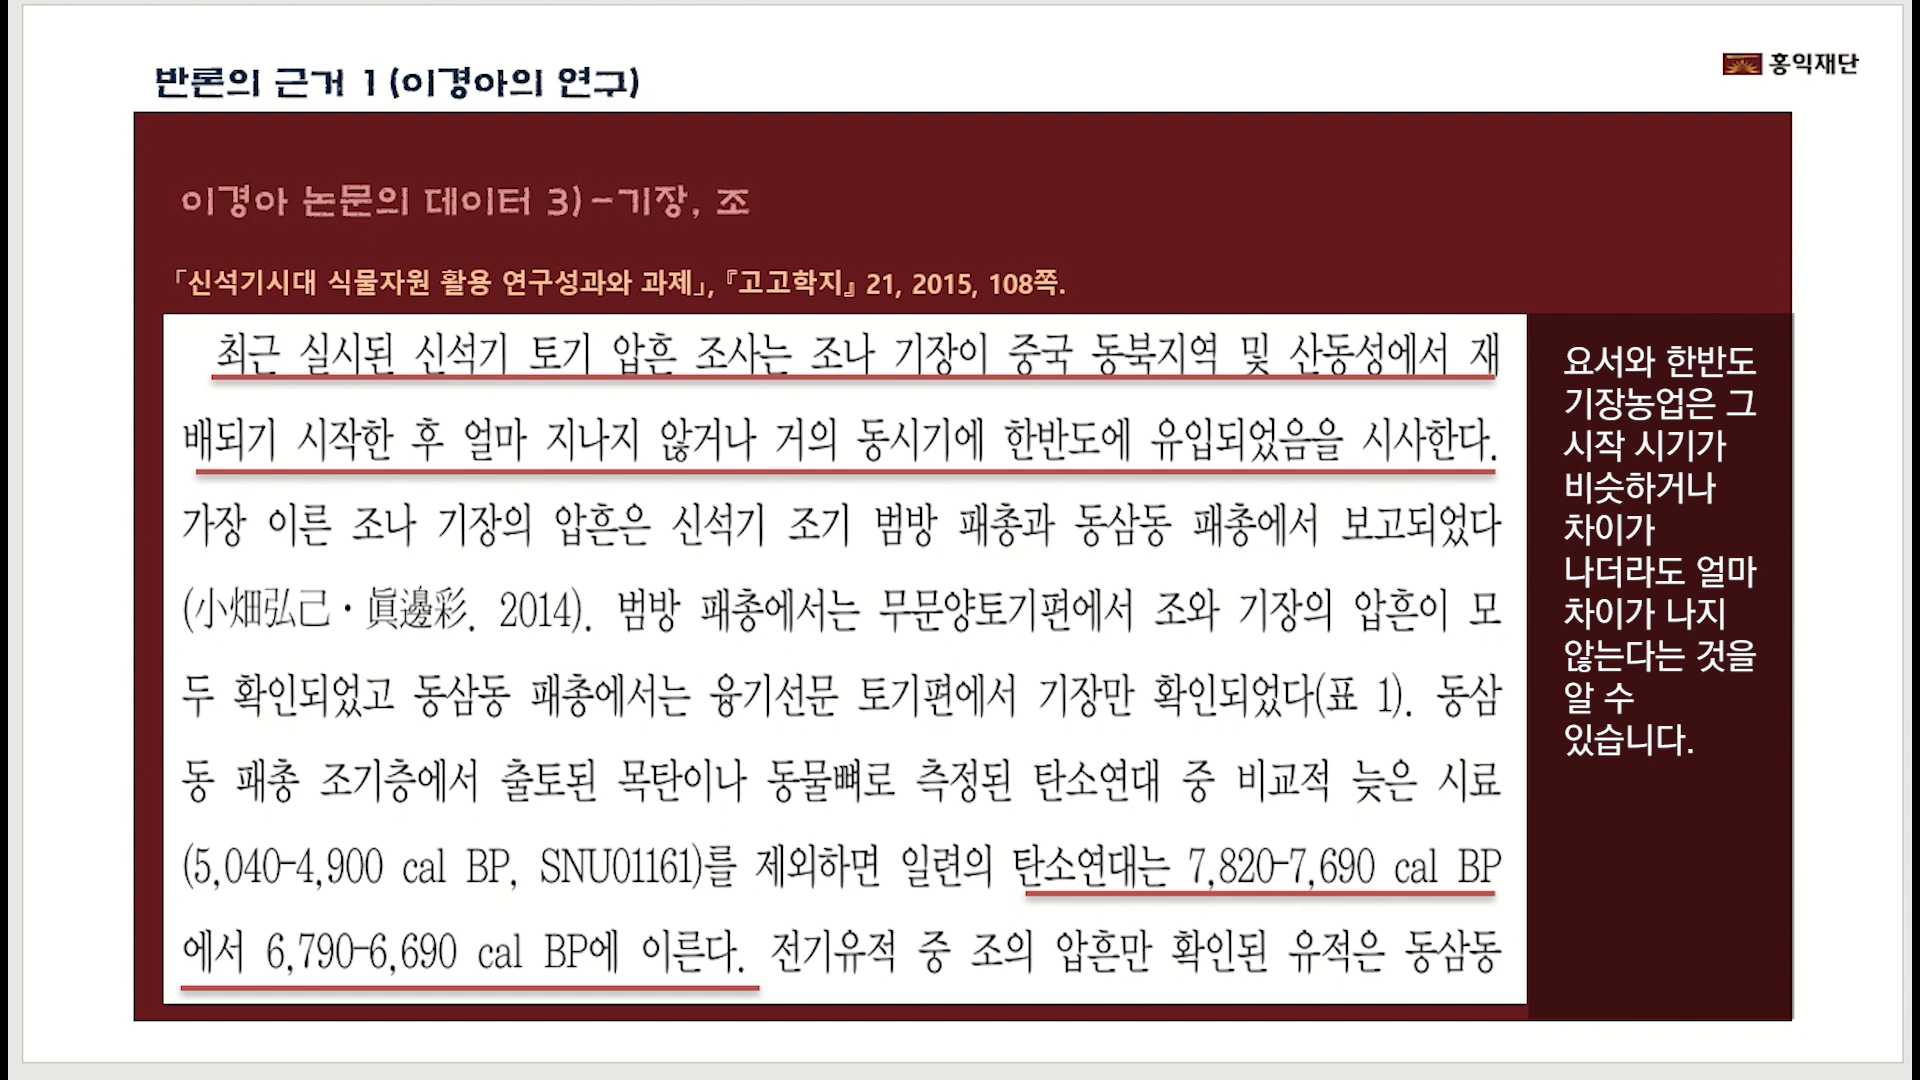 반론의 근거 1 (이경아의 연구)
홍익재단
이경아 논문의 데이터 3)-기장, 조
「신석기시대 식물자원 활용 연구성과와 과제」, 『고고학지』 21, 2015, 108쪽.
최근 실시된 신석기 토기 압흔 조사는 조나 기장이 중국 동북지역 및 산동성에서 재
배되기 시작한 후 얼마 지나지 않거나 거의 동시기에 한반도에 유입되었음을 시사한다.
가장 이른 조나 기장의 압흔은 신석기 조기 범방 패총과 동삼동 패총에서 보고되었다
(小畑弘己·眞邊彩. 2014). 범방 패총에서는 무문양토기편에서 조와 기장의 압흔이 모
두 확인되었고 동삼동 패총에서는 융기선문 토기편에서 기장만 확인되었다(표 1). 동삼
동 패총 조기층에서 출토된 목탄이나 동물뼈로 측정된 탄소연대 중 비교적 늦은 시료
(5,040-4,900 cal BP, SNU01161)를 제외하면 일련의 탄소연대는 7,820-7,690 cal BP
에서 6,790-6,690 cal BP에 이른다. 전기유적 중 조의 압흔만 확인된 유적은 동삼동
요서와 한반도
기장농업은 그
시작 시기가
비슷하거나
차이가
나더라도 얼마
차이가 나지
않는다는 것을
알 수
있습니다.